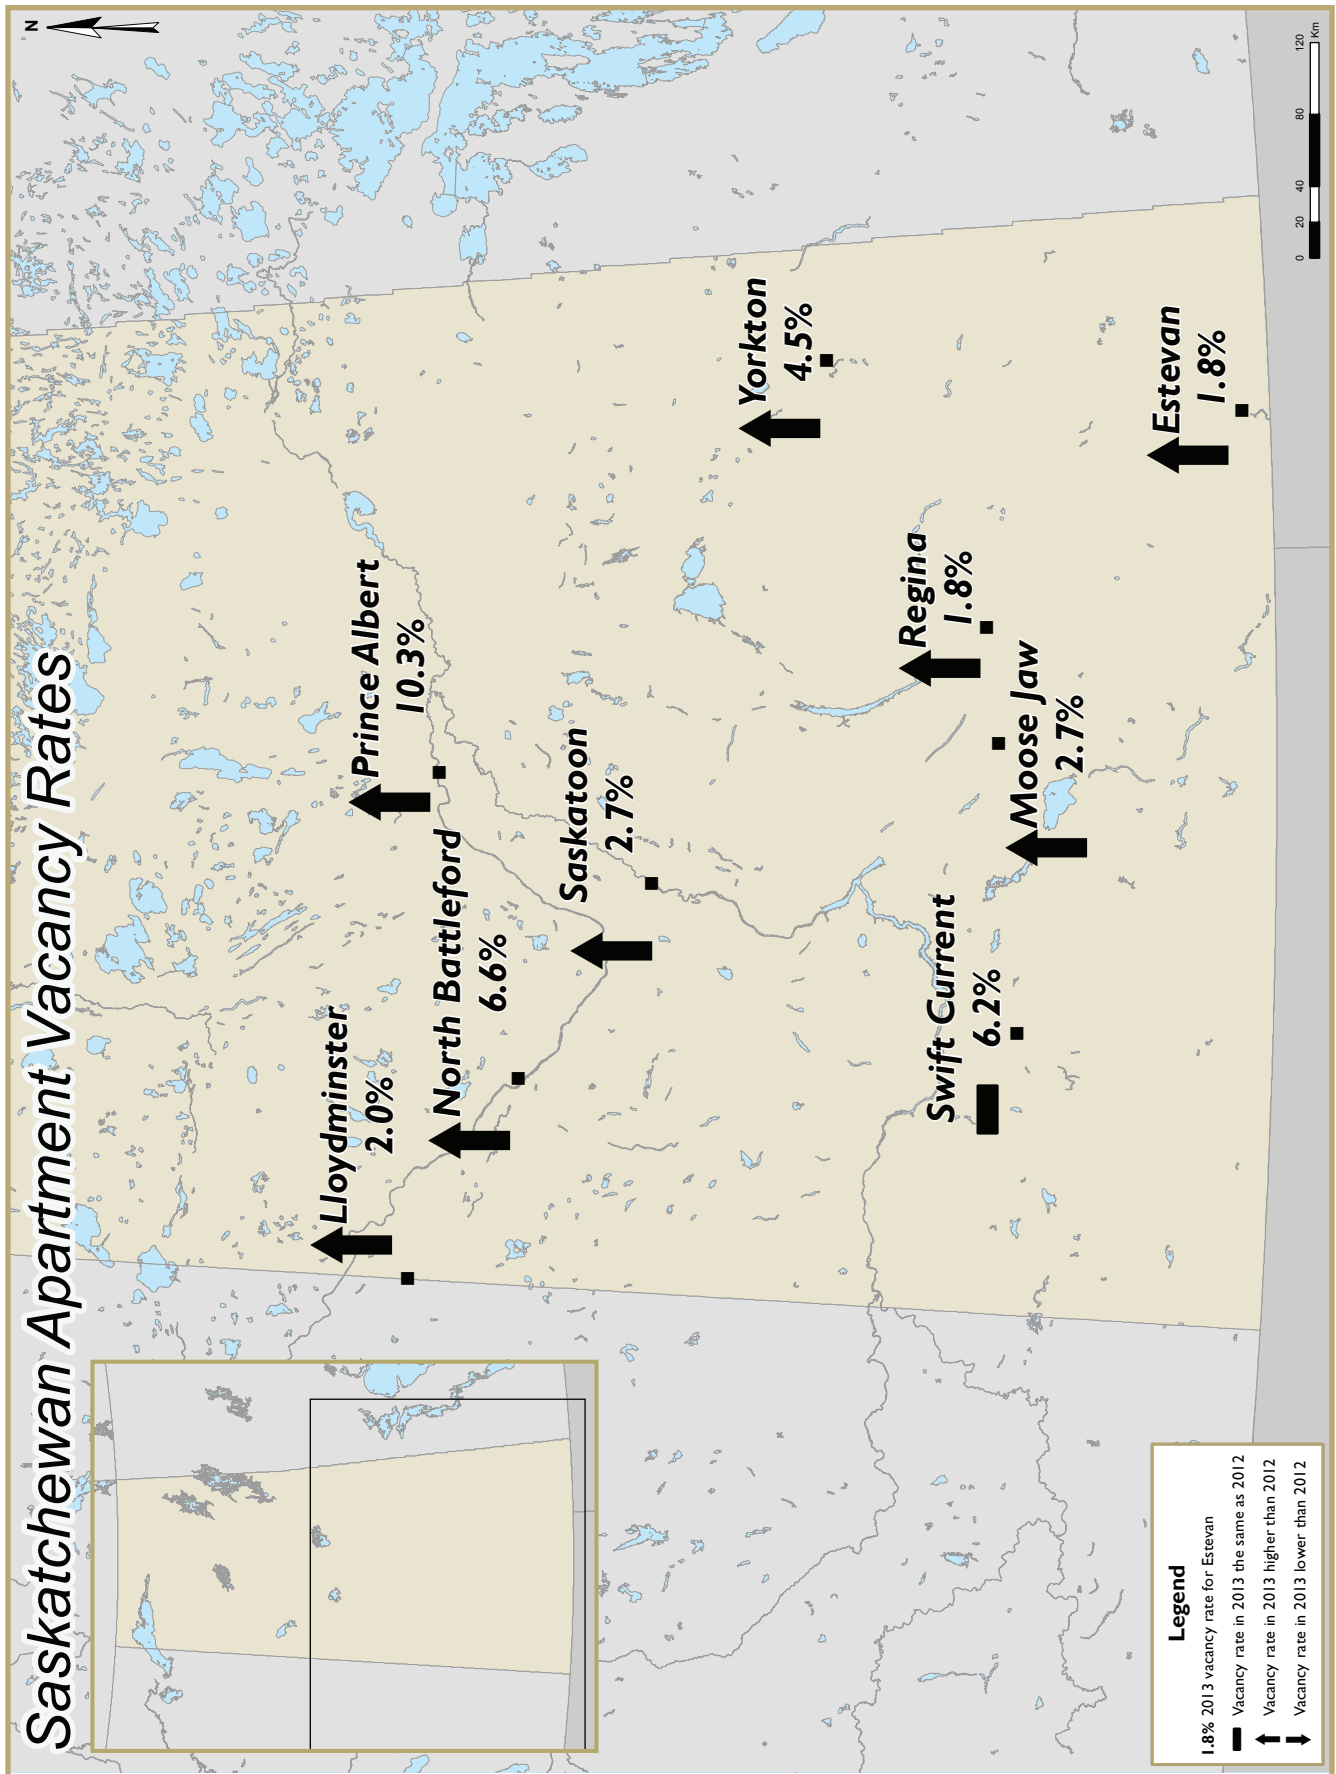 Saskatchewan Apartment Vacancy Rates
N
Lloydminster
2.0%
Prince Albert
10.3%
North Battleford
6.6%
Saskatoon
2.7%
Yorkton
4.5%
Regina
1.8%
Swift Current
6.2%
Moose Jaw
2.7%
Estevan
1.8%
Legend
1.8% 2013 vacancy rate for Estevan
Vacancy rate in 2013 the same as 2012
Vacancy rate in 2013 higher than 2012
Vacancy rate in 2013 lower than 2012
0 20 40 80 120
Km